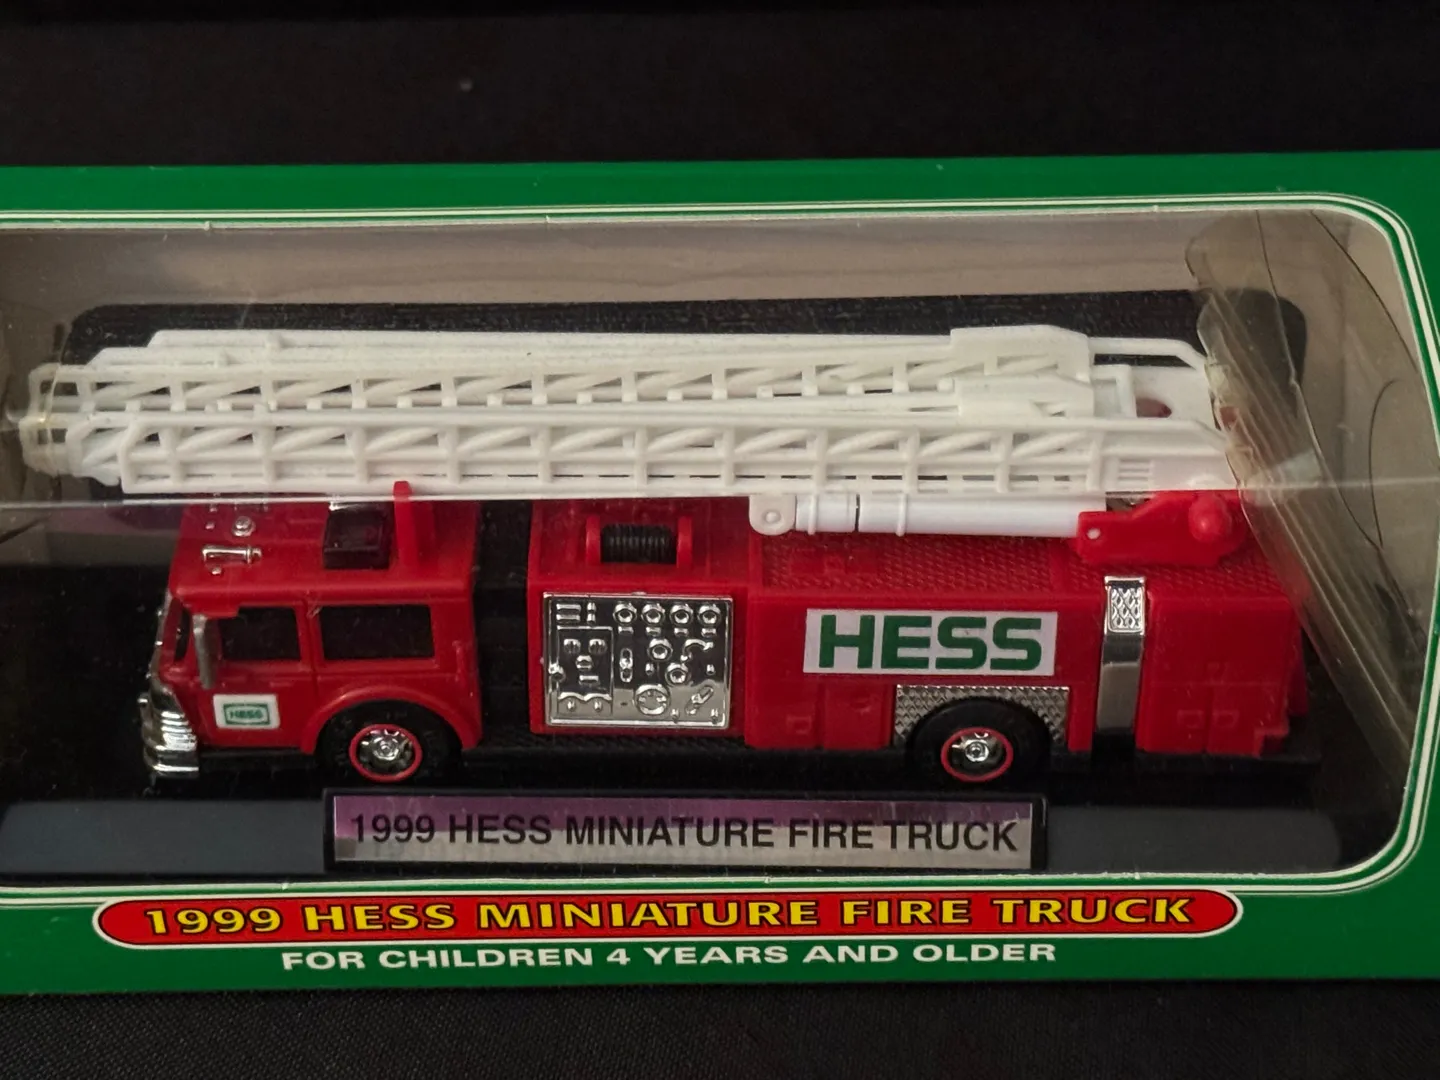 HESS
HESS
1999 HESS MINIATURE FIRE TRUCK
1999 HESS MINIATURE FIRE TRUCK
FOR CHILDREN 4 YEARS AND OLDER